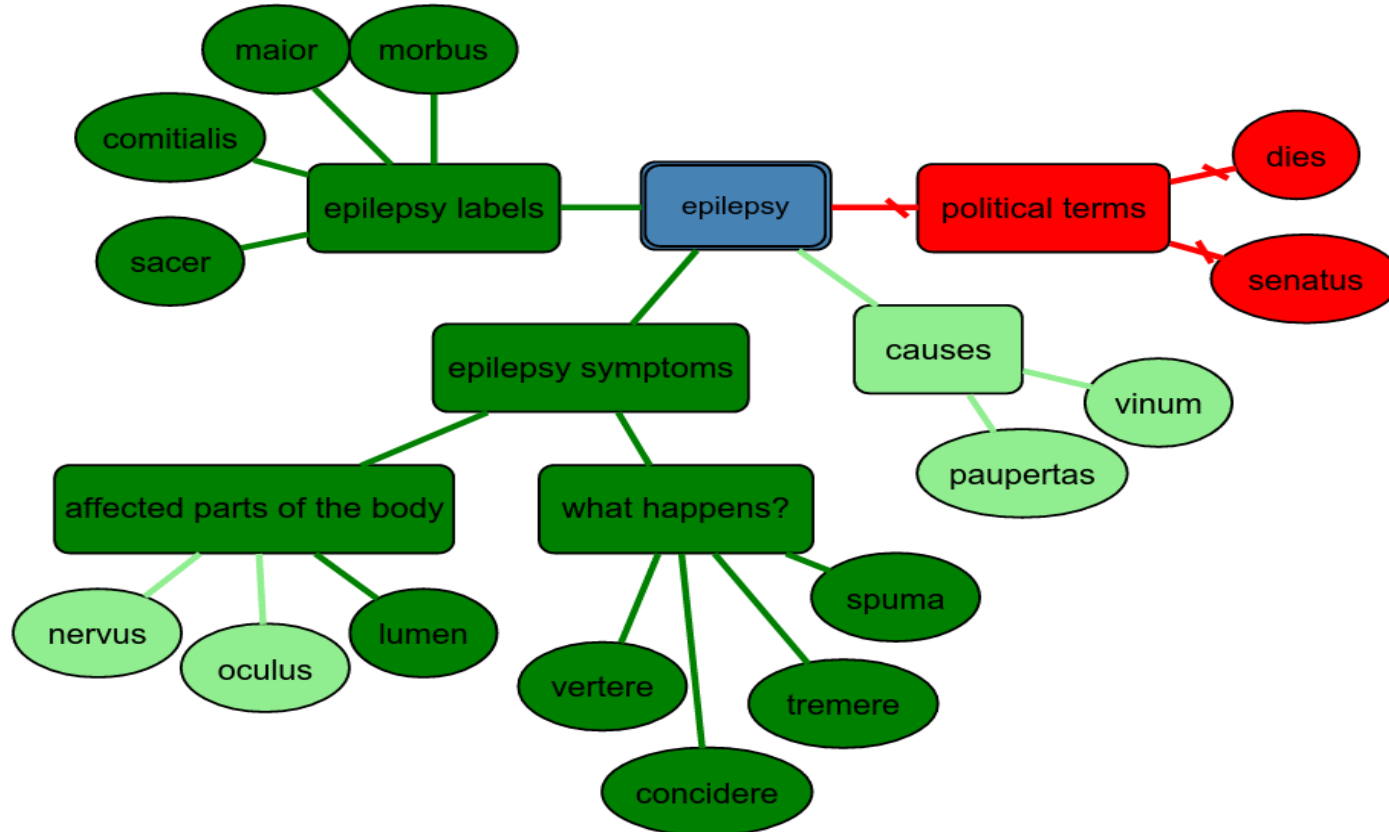 maior
morbus
comitialis
dies
epilepsy labels
epilepsy
political terms
sacer
senatus
epilepsy symptoms
causes
vinum
paupertas
affected parts of the body
what happens?
nervus
oculus
lumen
spuma
vertere
tremere
concidere